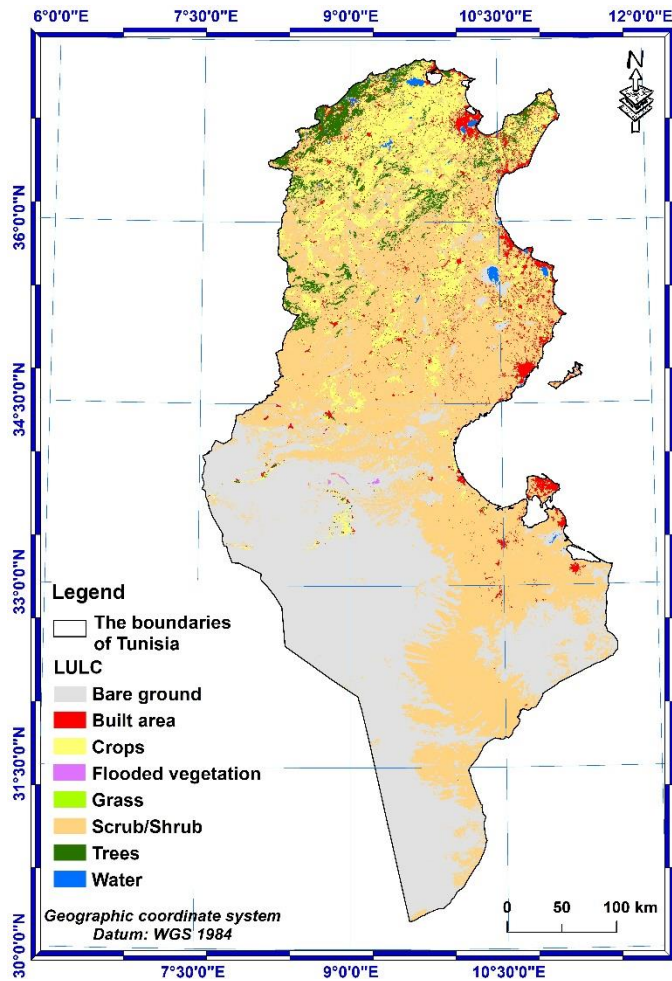 6°0'0"E 7°30'0"E 9°0'0"E 10°30'0"E 12°0'0"E
N
36°0'0"N
34°30'0"N
33°0'0"N
31°30'0"N
30°0'0"N
Legend
The boundaries
of Tunisia
LULC
Bare ground
Built area
Crops
Flooded vegetation
Grass
Scrub/Shrub
Trees
Water
Geographic coordinate system
Datum: WGS 1984
0 50 100 km
7°30'0"E 9°0'0"E 10°30'0"E